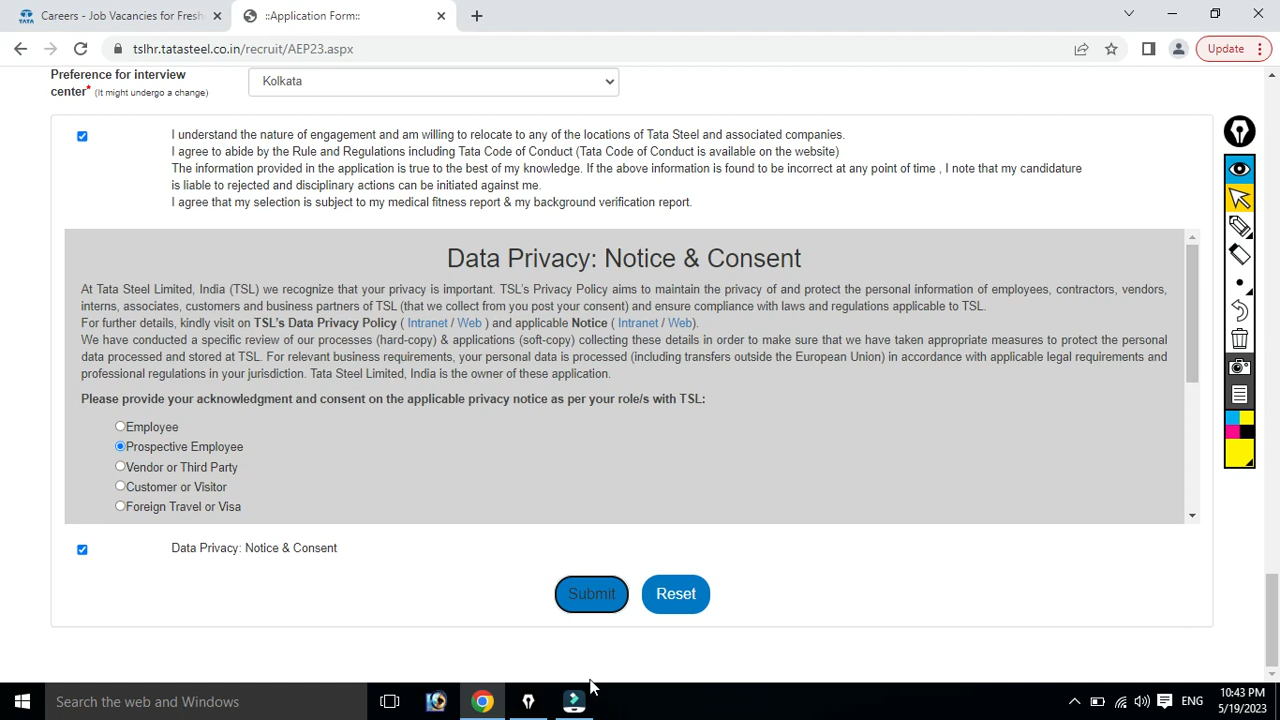 Careers - Job Vacancies for Fresh
::Application Form::
tslhr.tatasteel.co.in/recruit/AEP23.aspx
Update
Preference for interview
center* (It might undergo a change)
Kolkata
I understand the nature of engagement and am willing to relocate to any of the locations of Tata Steel and associated companies.
I agree to abide by the Rule and Regulations including Tata Code of Conduct (Tata Code of Conduct is available on the website)
The information provided in the application is true to the best of my knowledge. If the above information is found to be incorrect at any point of time , I note that my candidature
is liable to rejected and disciplinary actions can be initiated against me.
I agree that my selection is subject to my medical fitness report & my background verification report.
Data Privacy: Notice & Consent
At Tata Steel Limited, India (TSL) we recognize that your privacy is important. TSL's Privacy Policy aims to maintain the privacy of and protect the personal information of employees, contractors, vendors,
interns, associates, customers and business partners of TSL (that we collect from you post your consent) and ensure compliance with laws and regulations applicable to TSL.
For further details, kindly visit on TSL's Data Privacy Policy ( Intranet / Web ) and applicable Notice ( Intranet / Web).
We have conducted a specific review of our processes (hard-copy) & applications (soft-copy) collecting these details in order to make sure that we have taken appropriate measures to protect the personal
data processed and stored at TSL. For relevant business requirements, your personal data is processed (including transfers outside the European Union) in accordance with applicable legal requirements and
professional regulations in your jurisdiction. Tata Steel Limited, India is the owner of these application.
Please provide your acknowledgment and consent on the applicable privacy notice as per your role/s with TSL:
Employee
Prospective Employee
Vendor or Third Party
Customer or Visitor
Foreign Travel or Visa
Data Privacy: Notice & Consent
Submit
Reset
Search the web and Windows
ENG
10:43 PM
5/19/2023